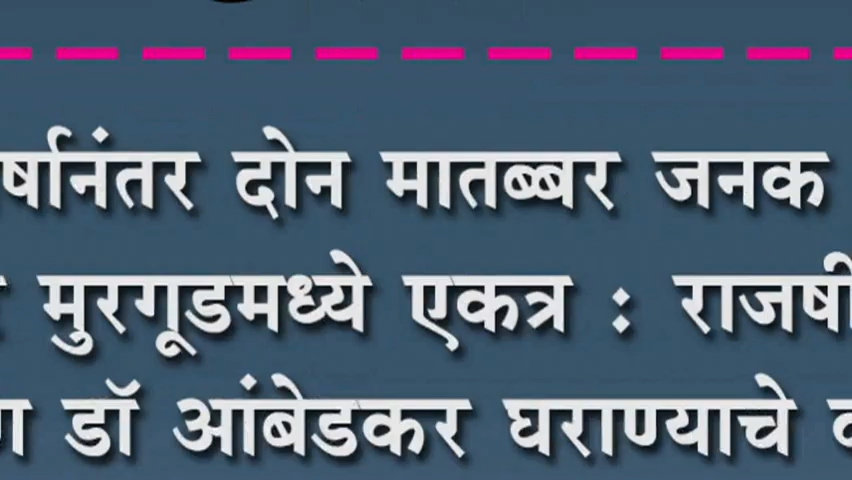 र्षानंतर दोन मातब्बर जनक
मुरगूडमध्ये एकत्र : राजर्षी
डॉ आंबेडकर घराण्याचे